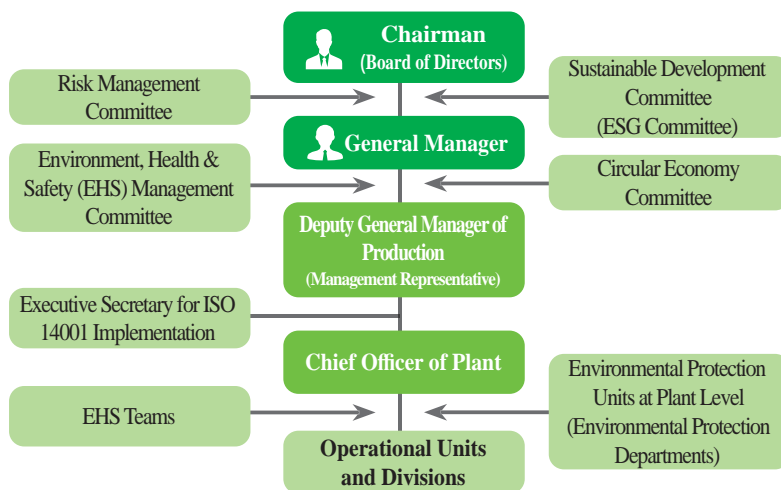 Chairman
(Board of Directors)
Risk Management
Committee
Sustainable Development
Committee
(ESG Committee)
General Manager
Environment, Health &
Safety (EHS) Management
Committee
Circular Economy
Committee
Deputy General Manager of
Production
(Management Representative)
Executive Secretary for ISO
14001 Implementation
Chief Officer of Plant
EHS Teams
Environmental Protection
Units at Plant Level
(Environmental Protection
Departments)
Operational Units
and Divisions